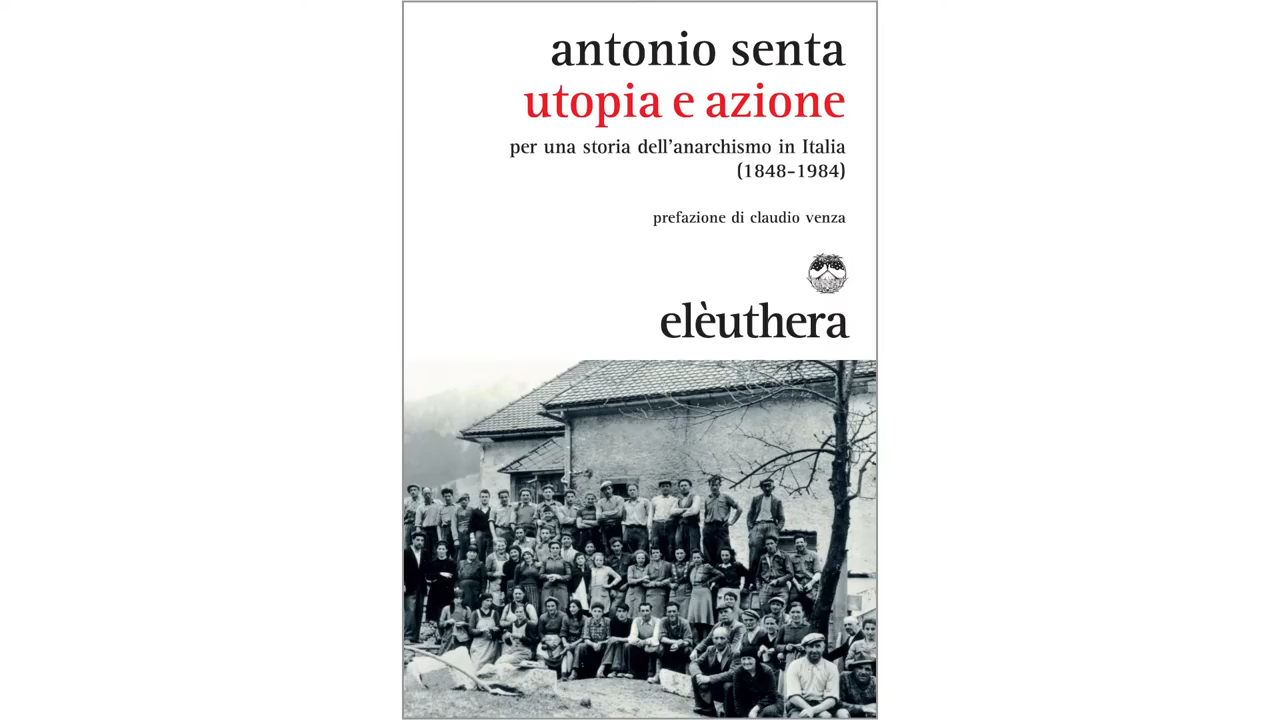 antonio senta
utopia e azione
per una storia dell'anarchismo in Italia
(1848-1984)
prefazione di claudio venza
elèuthera